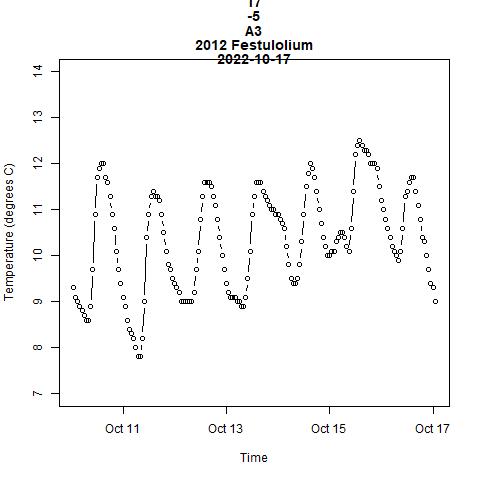 17
-5
A3
2012 Festulolium
2022-10-17
Temperature (degrees C)
14
13
12
11
10
9
8
7
Oct 11 Oct 13 Oct 15 Oct 17
Time